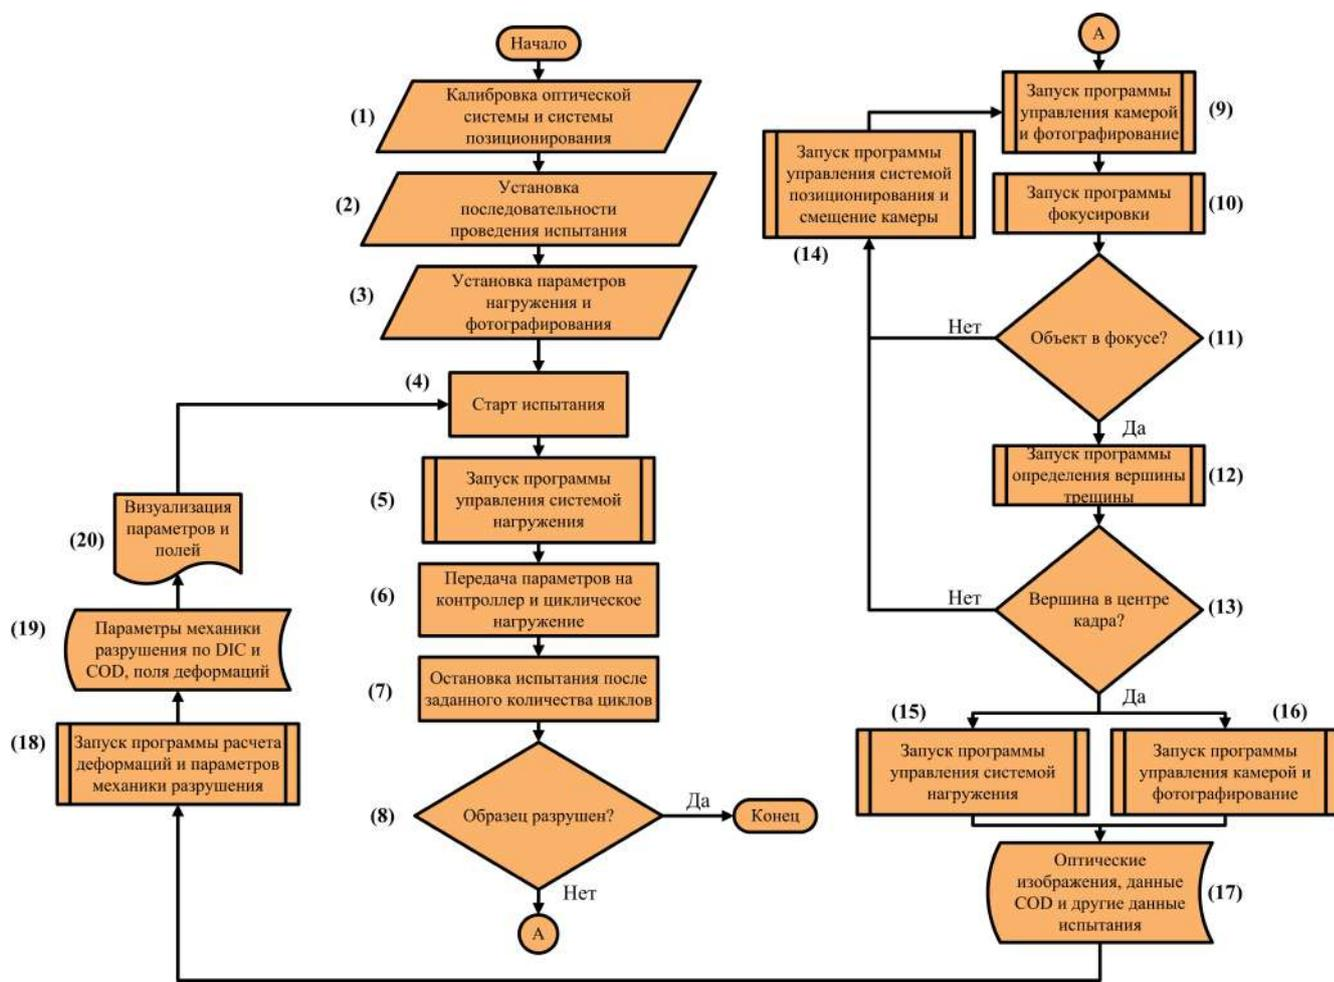 Начало
(1)
Калибровка оптической
системы и системы
позиционирования
(2)
Установка
последовательности
проведения испытания
(3)
Установка параметров
нагружения и
фотографирования
(4)
Старт испытания
(5)
Запуск программы
управления системой
нагружения
(6)
Передача параметров на
контроллер и циклическое
нагружение
(7)
Остановка испытания после
заданного количества циклов
(8)
Образец разрушен?
Да
Конец
Нет
А
А
Запуск программы
управления камерой
и фотографирование
(9)
Запуск программы
фокусировки
(10)
Объект в фокусе?
(11)
Нет
Да
Запуск программы
определения вершины
трещины
(12)
Вершина в центре
кадра?
(13)
Нет
Да
Запуск программы
управления системой
позиционирования и
смещение камеры
(14)
(15)
Запуск программы
управления системой
нагружения
(16)
Запуск программы
управления камерой и
фотографирование
Оптические
изображения, данные
COD и другие данные
испытания
(17)
(18)
Запуск программы расчета
деформаций и параметров
механики разрушения
(19)
Параметры механики
разрушения по DIC и
COD, поля деформаций
(20)
Визуализация
параметров и
полей